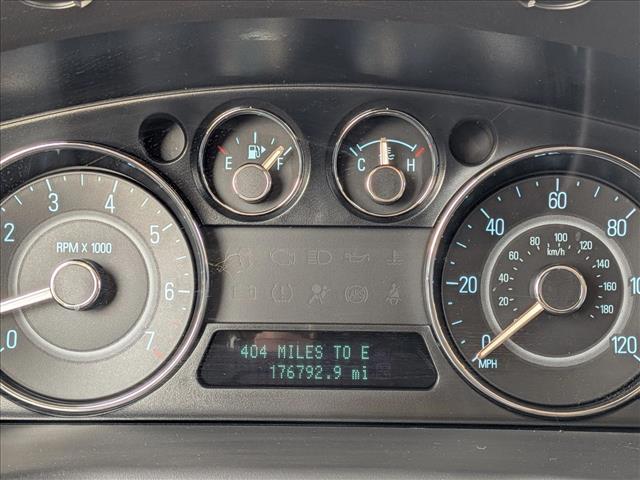 E F
C H
0 2 3 4 5 6 7
RPM X 1000
0 20 40 60 80 120
MPH
20 40 60 80 100 120 140 160 180
km/h
404 MILES TO E
176792.9 mi